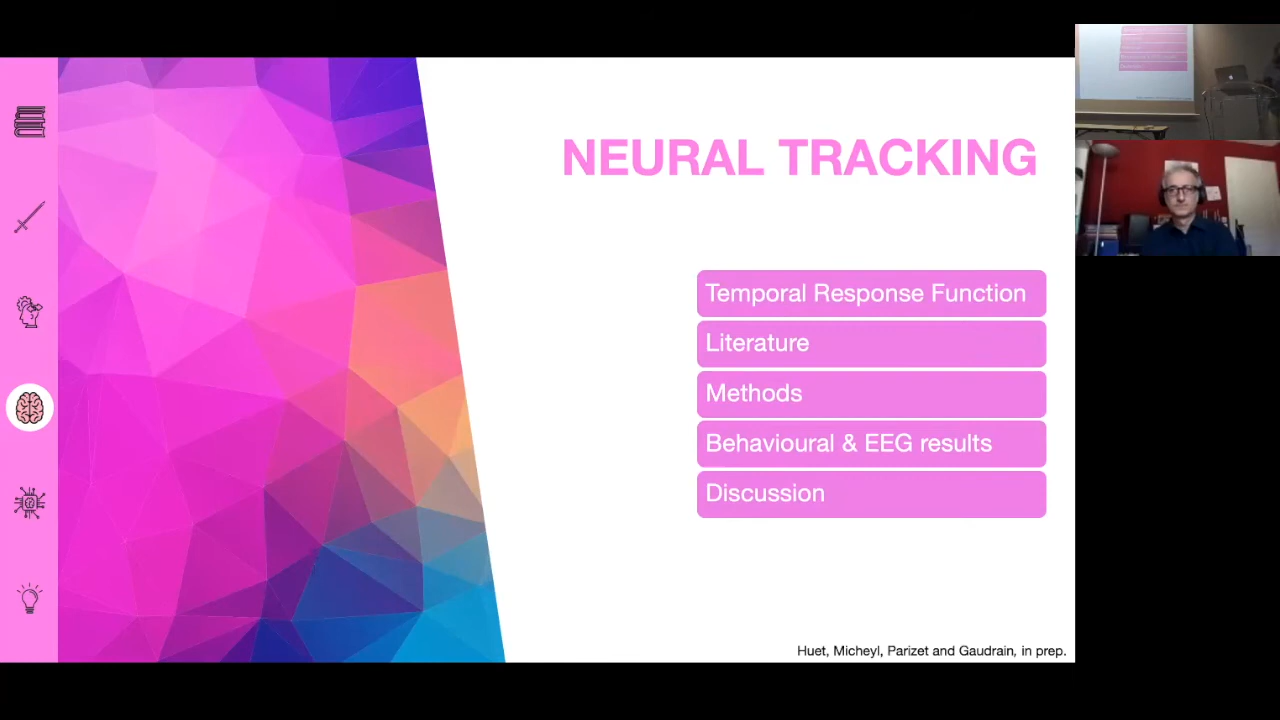 NEURAL TRACKING
Temporal Response Function
Literature
Methods
Behavioural & EEG results
Discussion
Huet, Micheyl, Parizet and Gaudrain, in prep.